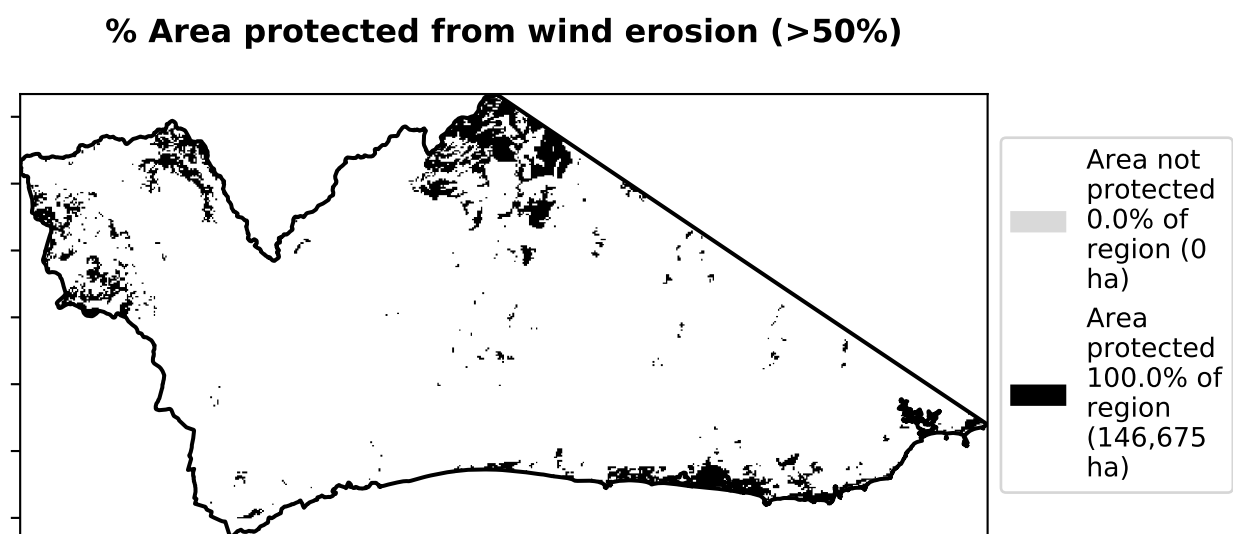 % Area protected from wind erosion (>50%)
Area not
protected
0.0% of
region (0
ha)
Area
protected
100.0% of
region
(146,675
ha)